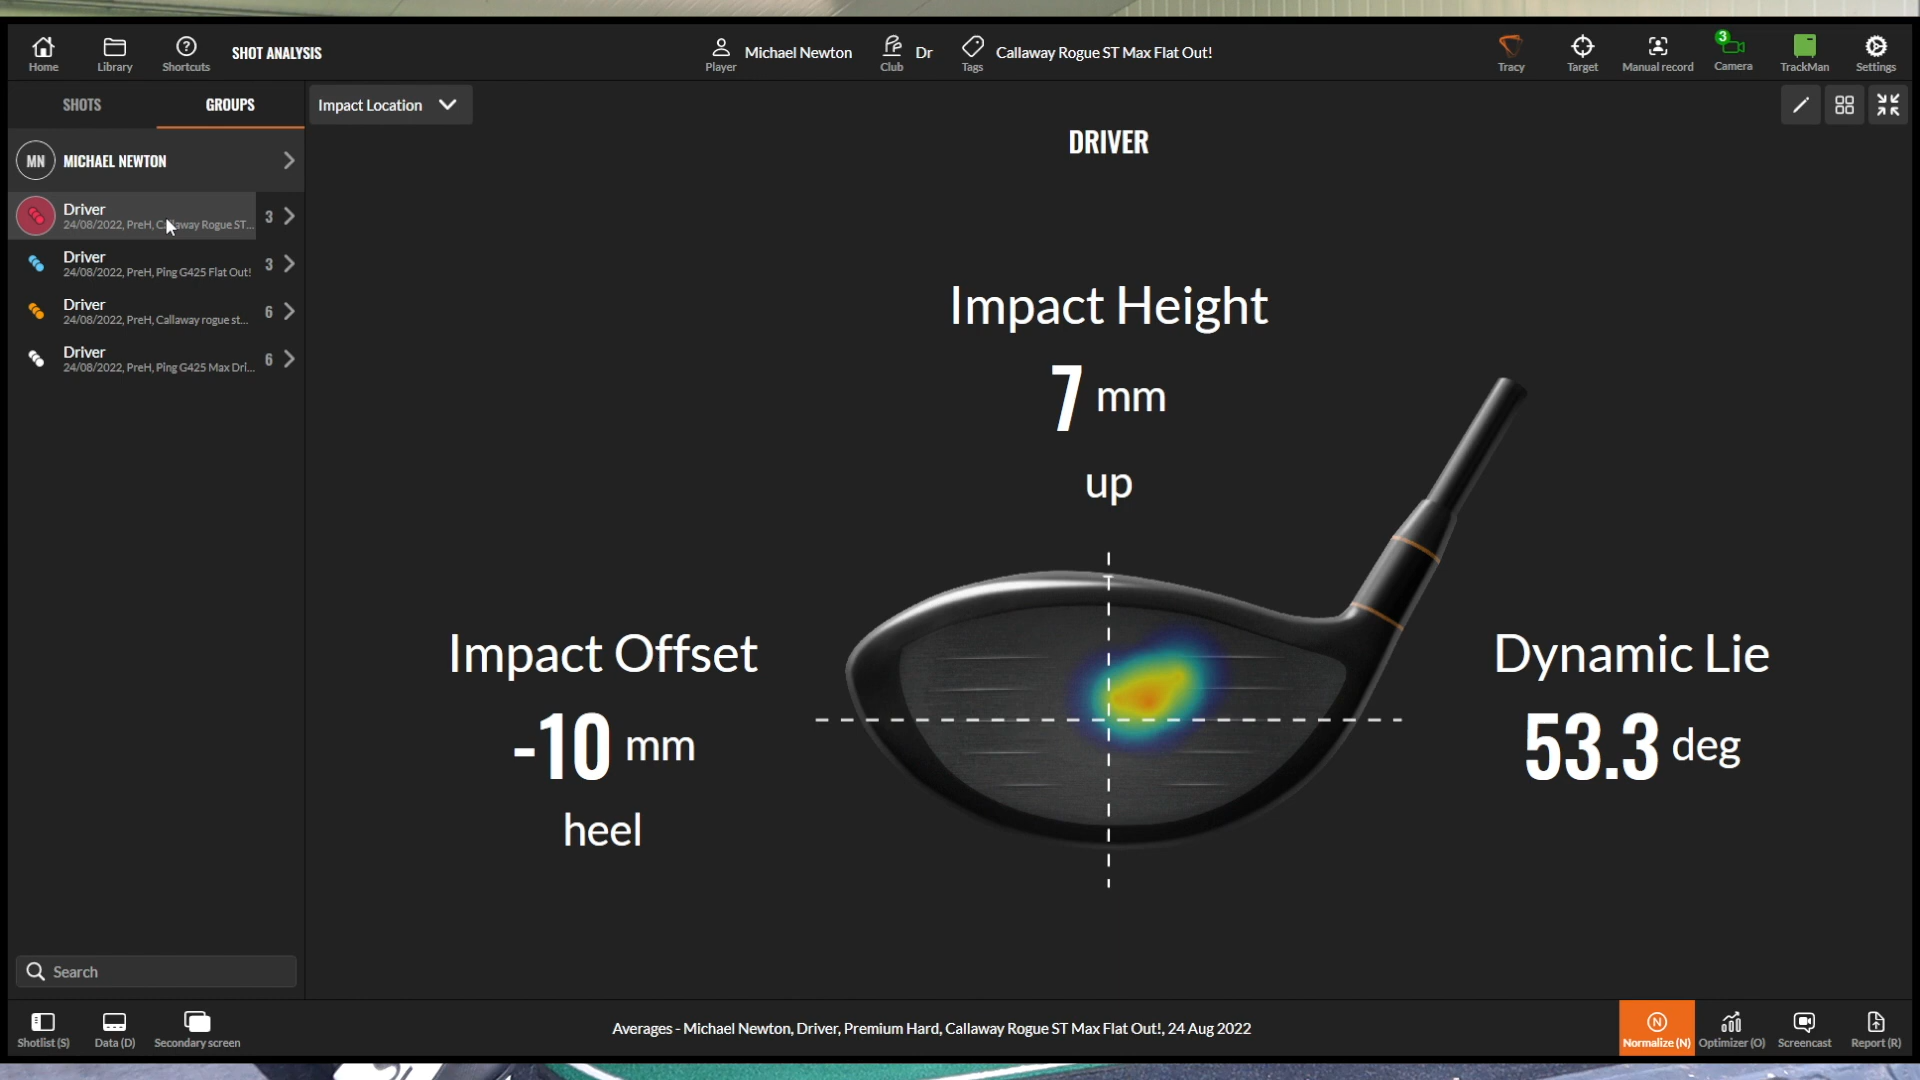 Home
Library
Shortcuts
SHOT ANALYSIS
Player
Michael Newton
Club
Dr
Tags
Callaway Rogue ST Max Flat Out!
Tracy
Target
Manual record
3
Camera
TrackMan
Settings
SHOTS
GROUPS
Impact Location
DRIVER
MN
MICHAEL NEWTON
Driver
24/08/2022, PreH, Callaway Rogue ST...
3
Driver
24/08/2022, PreH, Ping G425 Flat Out!
3
Driver
24/08/2022, PreH, Callaway rogue st...
6
Driver
24/08/2022, PreH, Ping G425 Max Dri...
6
Impact Height
7 mm
up
Impact Offset
-10 mm
heel
Dynamic Lie
53.3 deg
Search
Shotlist (S)
Data (D)
Secondary screen
Averages - Michael Newton, Driver, Premium Hard, Callaway Rogue ST Max Flat Out!, 24 Aug 2022
N
Normalize (N)
Optimizer (O)
Screencast
Report (R)